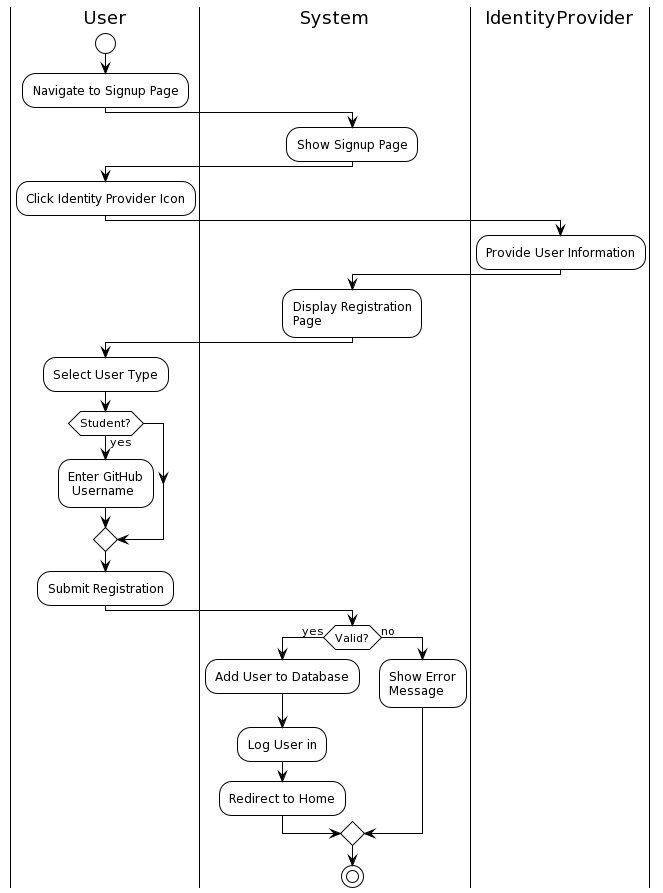 User
System
IdentityProvider
Navigate to Signup Page
Show Signup Page
Click Identity Provider Icon
Provide User Information
Display Registration
Page
Select User Type
Student?
yes
Enter GitHub
Username
Submit Registration
yes
Valid?
no
Add User to Database
Show Error
Message
Log User in
Redirect to Home